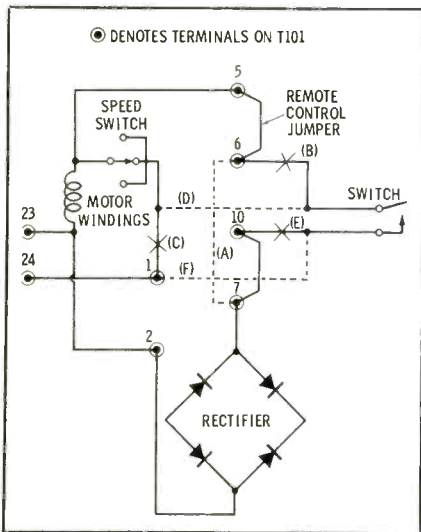 DENOTES TERMINALS ON T101
5
SPEED
SWITCH
REMOTE
CONTROL
JUMPER
6
(B)
(D)
SWITCH
MOTOR
WINDINGS
23
10
(E)
(C)
(A)
24
1
(F)
7
2
RECTIFIER